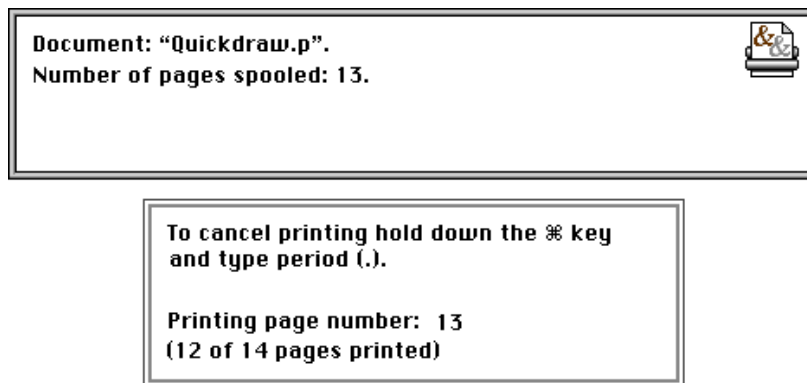 Document: “Quickdraw.p”.
Number of pages spooled: 13.
&&
To cancel printing hold down the ⌘ key
and type period (.).
Printing page number: 13
(12 of 14 pages printed)